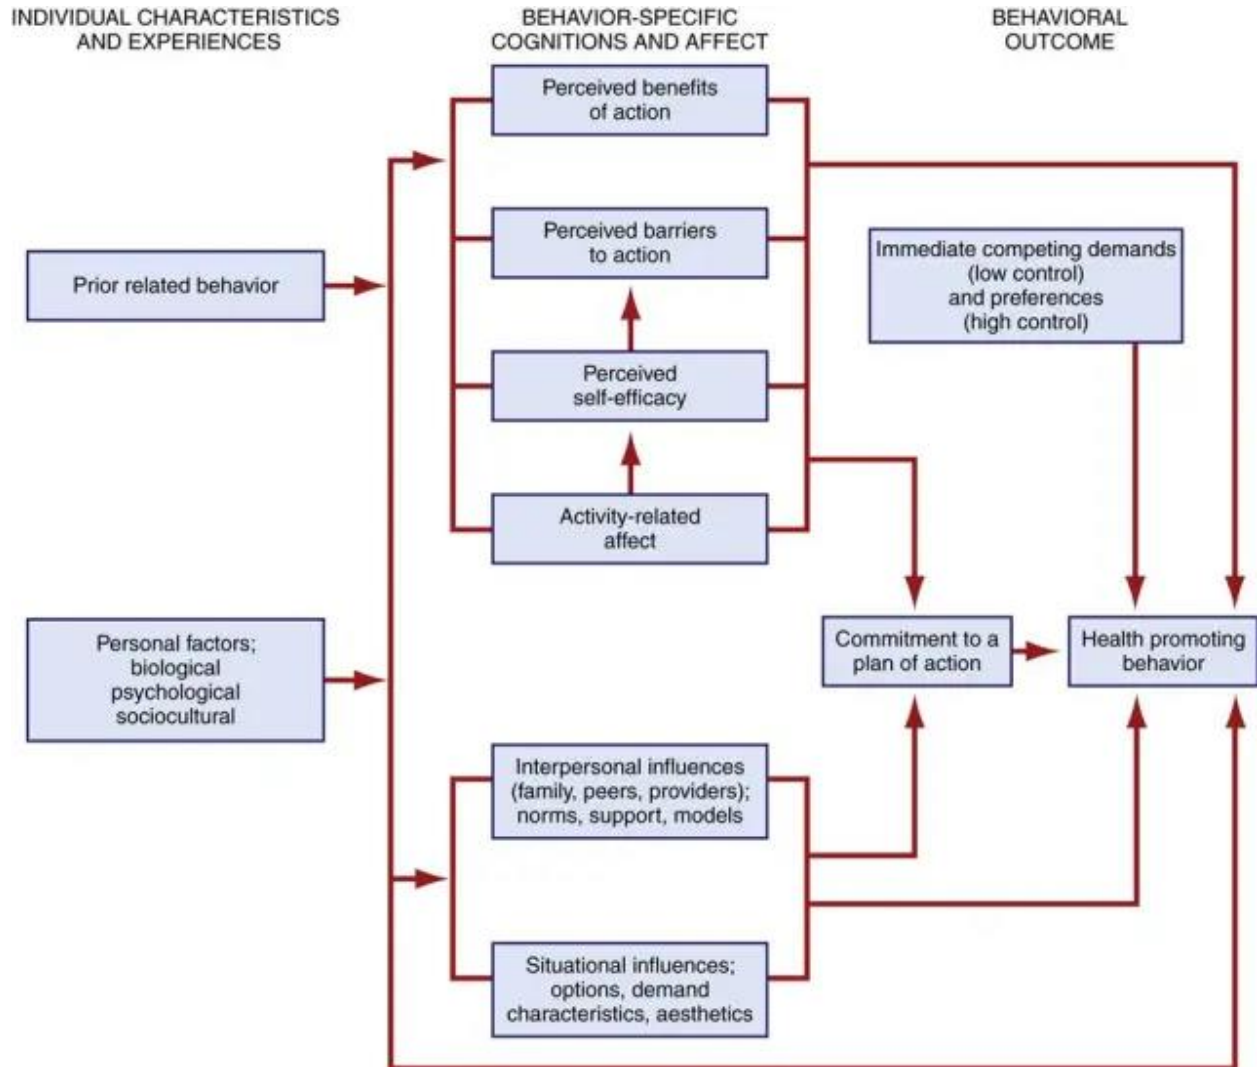 INDIVIDUAL CHARACTERISTICS
AND EXPERIENCES
BEHAVIOR-SPECIFIC
COGNITIONS AND AFFECT
BEHAVIORAL
OUTCOME
Perceived benefits
of action
Perceived barriers
to action
Prior related behavior
Immediate competing demands
(low control)
and preferences
(high control)
Perceived
self-efficacy
Activity-related
affect
Personal factors;
biological
psychological
sociocultural
Commitment to a
plan of action
Health promoting
behavior
Interpersonal influences
(family, peers, providers);
norms, support, models
Situational influences;
options, demand
characteristics, aesthetics